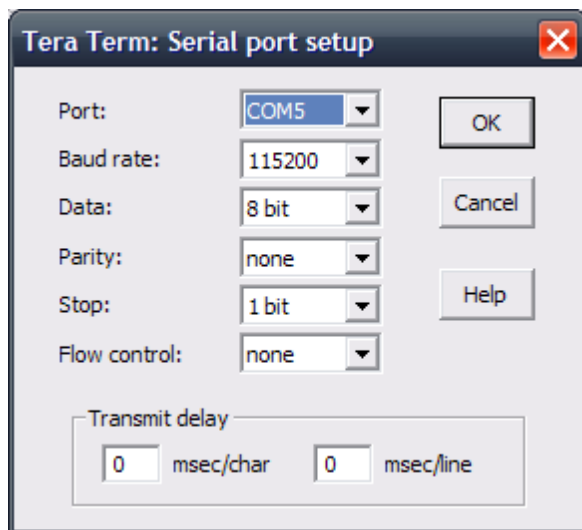 Tera Term: Serial port setup
Port: COM5 OK
Baud rate: 115200
Data: 8 bit Cancel
Parity: none
Stop: 1 bit Help
Flow control: none
Transmit delay
0 msec/char 0 msec/line